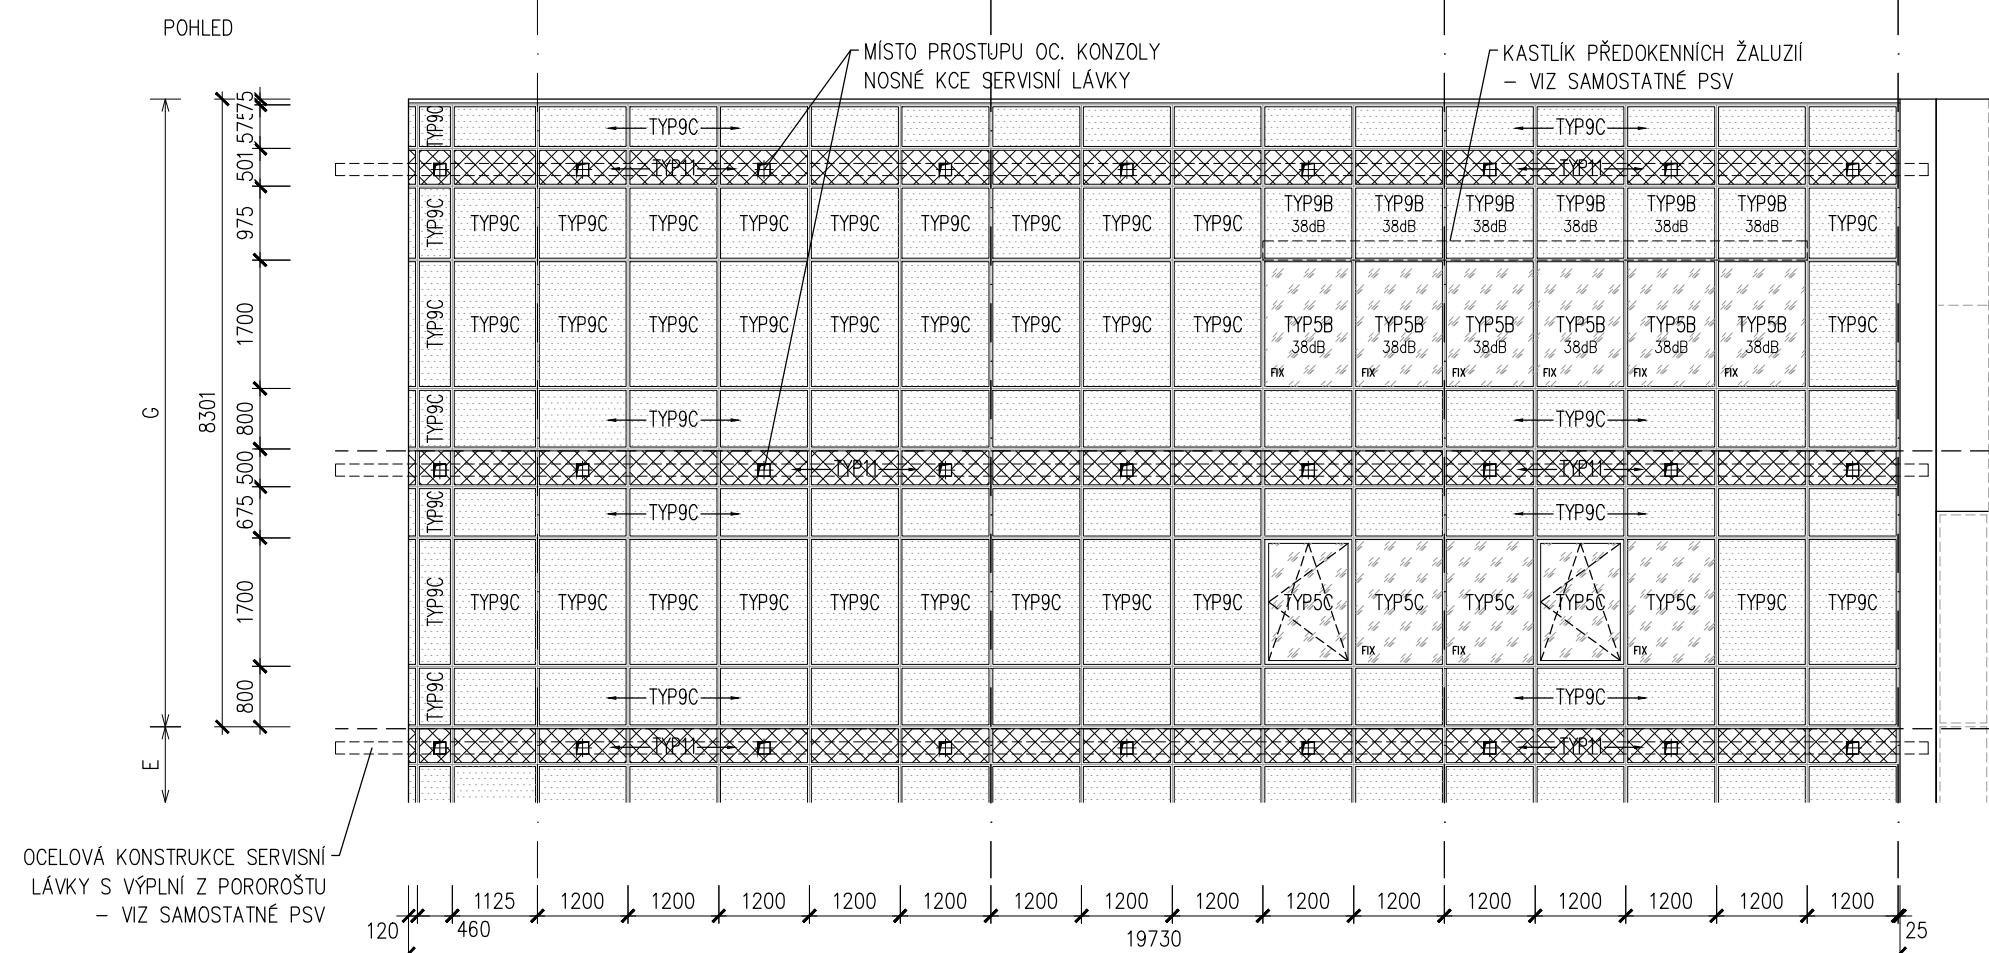 POHLED
MÍSTO PROSTUPU OC. KONZOLY
NOSNÉ KCE SERVISNÍ LÁVKY
KASTLÍK PŘEDOKENNÍCH ŽALUZIÍ
– VIZ SAMOSTATNÉ PSV
75
575
TYP9C TYP9C TYP9C
501
TYP11 TYP11
975
TYP9C TYP9C TYP9C TYP9C TYP9C TYP9C TYP9C TYP9C TYP9C TYP9C TYP9B TYP9B TYP9B TYP9B TYP9B TYP9B TYP9C
38dB 38dB 38dB 38dB 38dB 38dB
1700
TYP9C TYP9C TYP9C TYP9C TYP9C TYP9C TYP9C TYP9C TYP9C TYP9C TYP5B TYP5B TYP5B TYP5B TYP5B TYP5B TYP9C
38dB 38dB 38dB 38dB 38dB 38dB
FIX FIX FIX FIX FIX FIX
G
8301
800
TYP9C TYP9C TYP9C
500
TYP11 TYP11
675
TYP9C TYP9C TYP9C
1700
TYP9C TYP9C TYP9C TYP9C TYP9C TYP9C TYP9C TYP9C TYP9C TYP9C TYP5C TYP5C TYP5C TYP5C TYP5C TYP9C TYP9C
FIX FIX FIX
800
TYP9C TYP9C TYP9C
E
TYP11 TYP11
OCELOVÁ KONSTRUKCE SERVISNÍ
LÁVKY S VÝPLNÍ Z POROROŠTU
– VIZ SAMOSTATNÉ PSV
1125 1200 1200 1200 1200 1200 1200 1200 1200 1200 1200 1200 1200 1200 1200 1200
120 460 19730 25